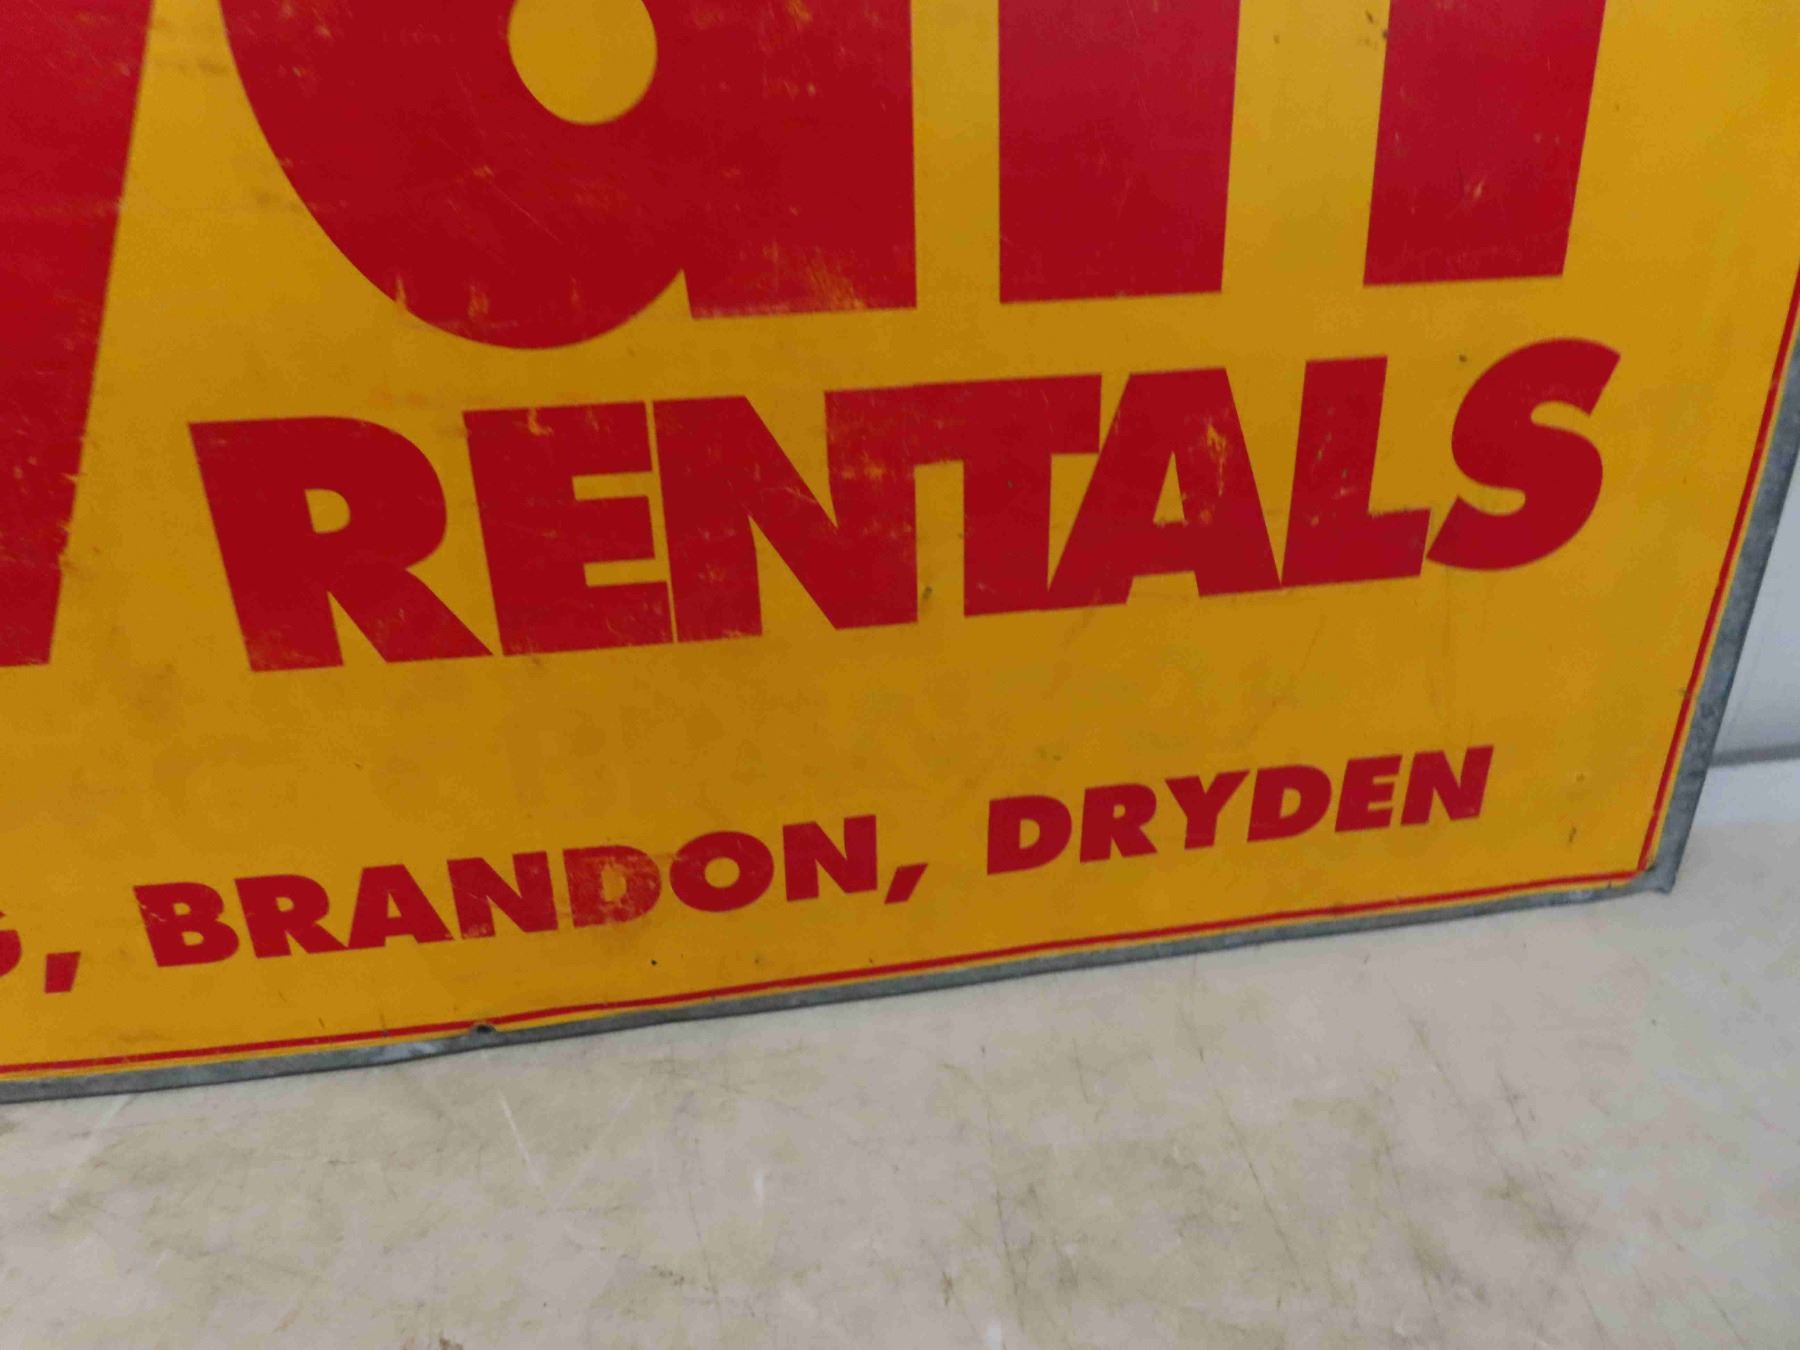 RENTALS
, BRANDON, DRYDEN